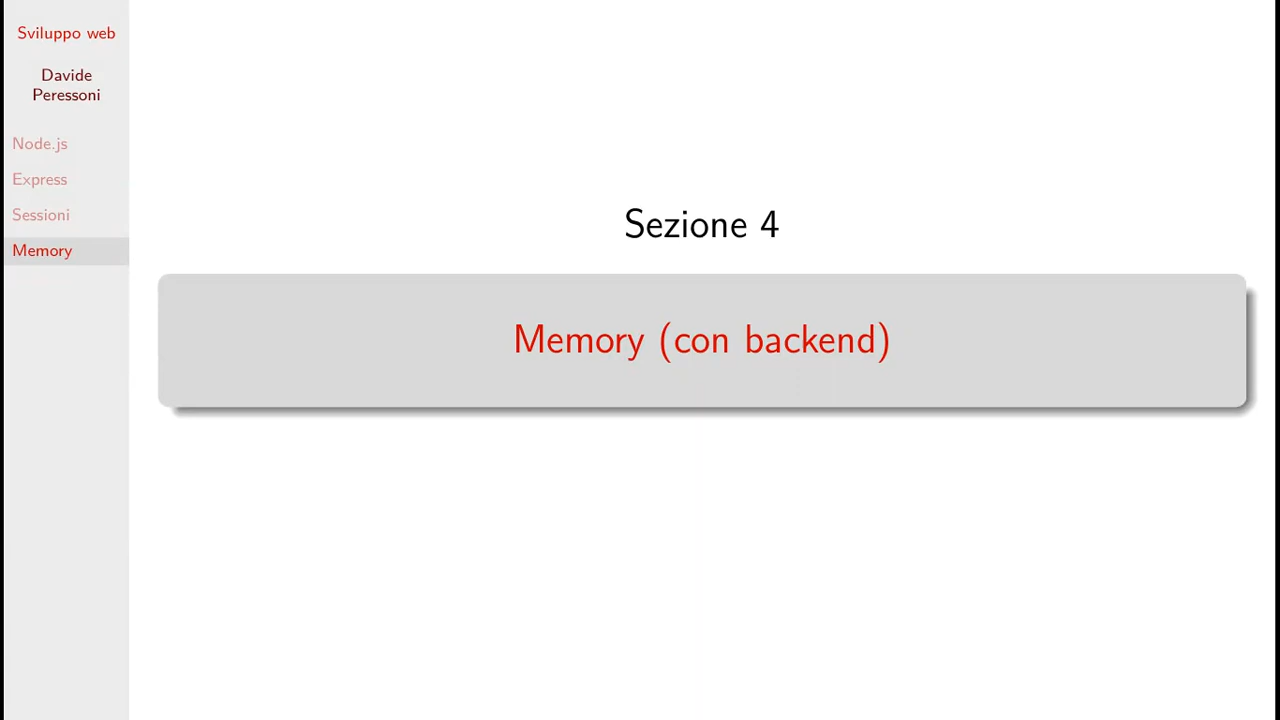 Sviluppo web
Davide
Peressoni
Node.js
Express
Sessioni
Memory
Sezione 4
Memory (con backend)